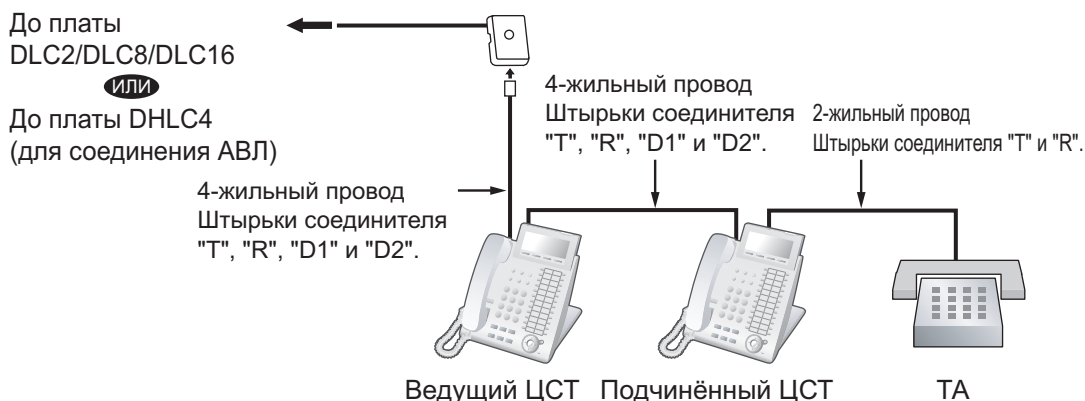 До платы
DLC2/DLC8/DLC16
ИЛИ
До платы DHLC4
(для соединения АВЛ)
4-жильный провод
Штырьки соединителя
"T", "R", "D1" и "D2".
4-жильный провод
Штырьки соединителя
"T", "R", "D1" и "D2".
2-жильный провод
Штырьки соединителя "T" и "R".
Ведущий ЦСТ
Подчинённый ЦСТ
ТА